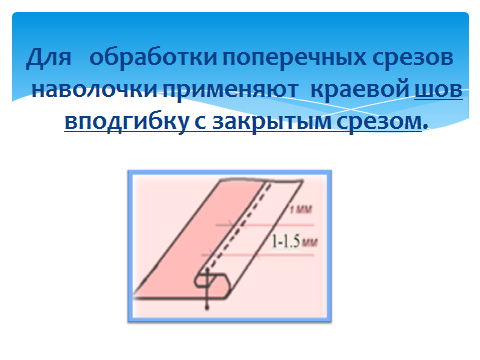 Для обработки поперечных срезов
наволочки применяют краевой шов
вподгибку с закрытым срезом.
1 мм
1-1.5 мм